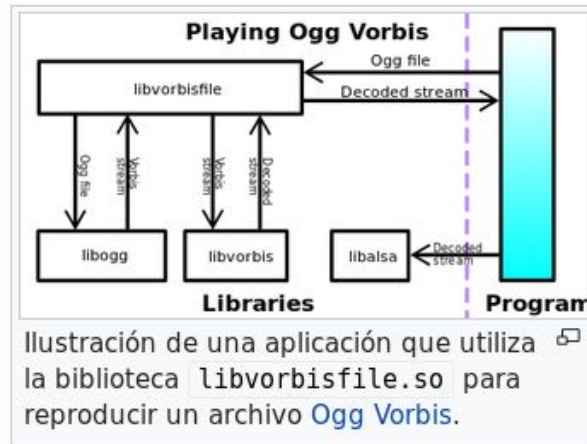 Playing Ogg Vorbis
Ogg file
libvorbisfile
Decoded stream
Ogg file
Vorbis
stream
Vorbis
stream
Decoded
stream
libogg
libvorbis
libalsa
Decoded
stream
Libraries
Program
Ilustración de una aplicación que utiliza
la biblioteca libvorbisfile.so para
reproducir un archivo Ogg Vorbis.